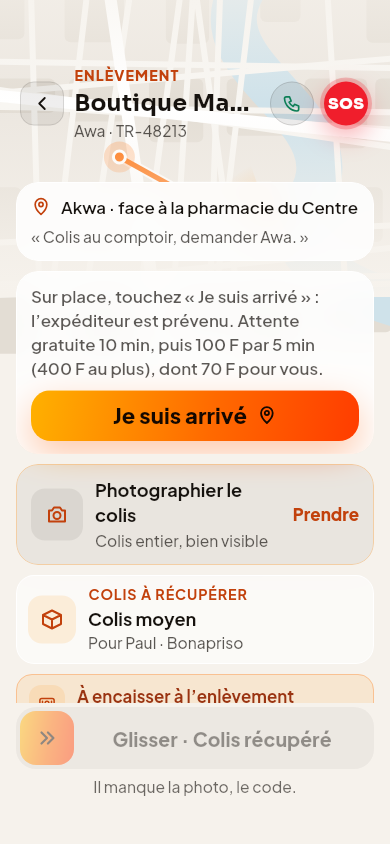 ENLÈVEMENT
Boutique Ma...
Awa · TR-48213
SOS
Akwa · face à la pharmacie du Centre
« Colis au comptoir, demander Awa. »
Sur place, touchez « Je suis arrivé » :
l’expéditeur est prévenu. Attente
gratuite 10 min, puis 100 F par 5 min
(400 F au plus), dont 70 F pour vous.
Je suis arrivé
Photographier le
colis
Prendre
Colis entier, bien visible
COLIS À RÉCUPÉRER
Colis moyen
Pour Paul · Bonapriso
À encaisser à l’enlèvement
Glisser · Colis récupéré
Il manque la photo, le code.